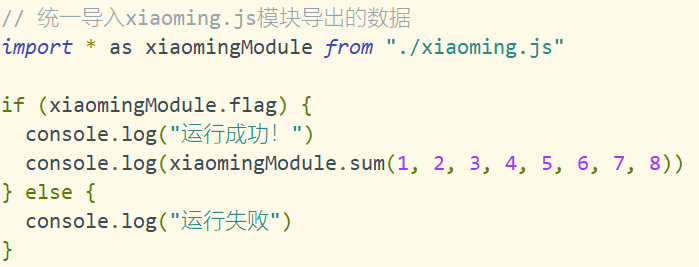 // 统一导入xiaoming.js模块导出的数据
import * as xiaomingModule from "./xiaoming.js"

if (xiaomingModule.flag) {
  console.log("运行成功！")
  console.log(xiaomingModule.sum(1, 2, 3, 4, 5, 6, 7, 8))
} else {
  console.log("运行失败")
}